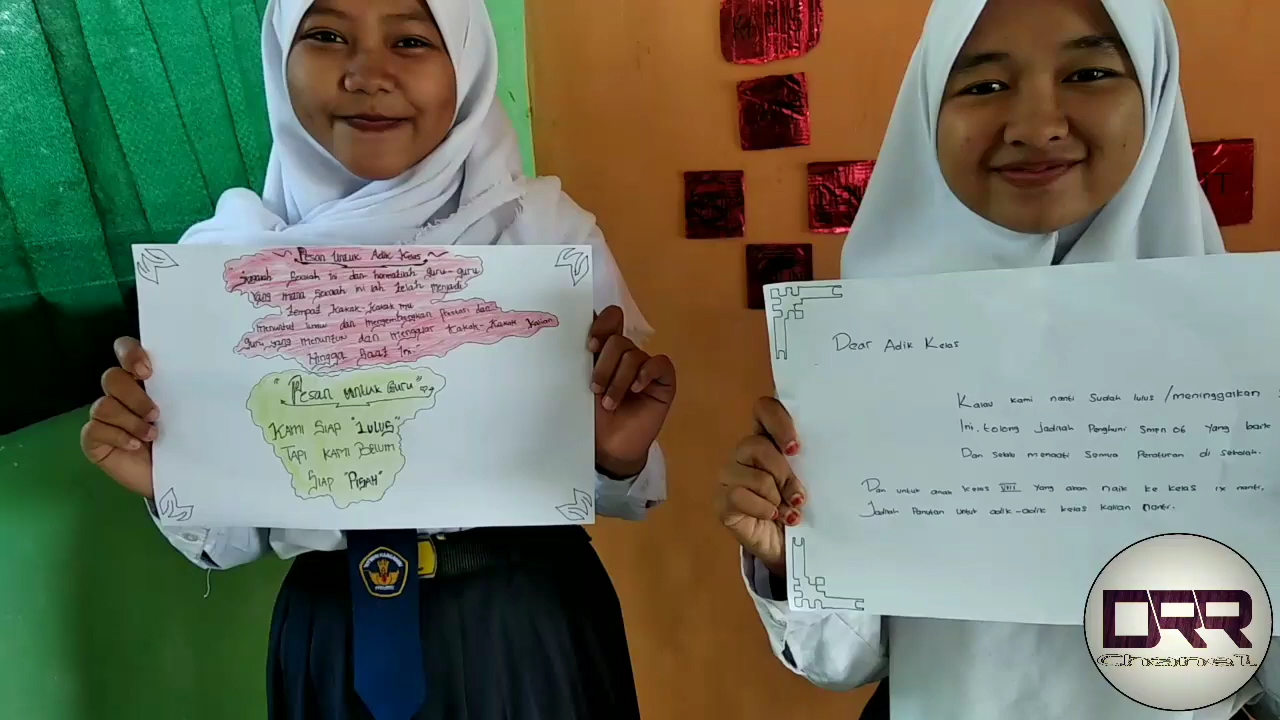 Pesan Untuk Adik Kelas
Jagalah Sekolah ini dan hormatilah guru-guru
Yang mana Sekolah ini lah telah menjadi
tempat Kakak-Kakak mu
menuntut ilmu dan mengembangkan Prestasi dan
guru yang menuntun dan mengajar Kakak-Kakak Kalian
Hingga Saat Ini
"Pesan untuk Guru"
KAMI SIAP "LULUS"
TAPI KAMI BELUM
SIAP "PISAH"
Dear Adik Kelas
Kalau kami nanti Sudah lulus /meninggalkan
Ini. tolong Jadilah Penghuni Smpn 06 Yang baik
Dan Selalu menaati Semua Peraturan di sekolah.
Dan untuk anak kelas VIII Yang akan naik ke kelas IX nanti.
Jadilah Panutan Untuk adik-adik kelas kalian nanti.
DRR
Channel